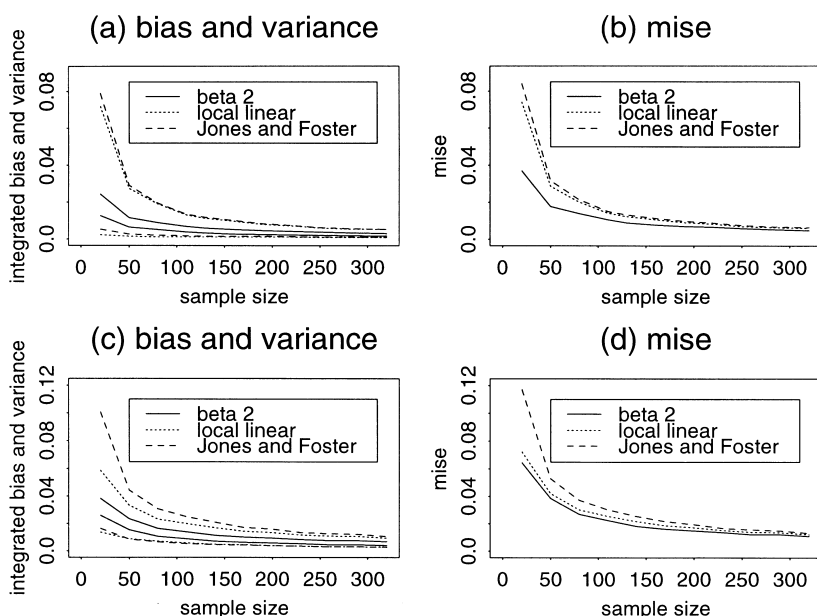 (a) bias and variance
integrated bias and variance
0.08
0.04
0.0
beta 2
local linear
Jones and Foster
0 50 100 150 200 250 300
sample size
(b) mise
mise
0.08
0.04
0.0
beta 2
local linear
Jones and Foster
0 50 100 150 200 250 300
sample size
(c) bias and variance
integrated bias and variance
0.12
0.08
0.04
0.0
beta 2
local linear
Jones and Foster
0 50 100 150 200 250 300
sample size
(d) mise
mise
0.12
0.08
0.04
0.0
beta 2
local linear
Jones and Foster
0 50 100 150 200 250 300
sample size